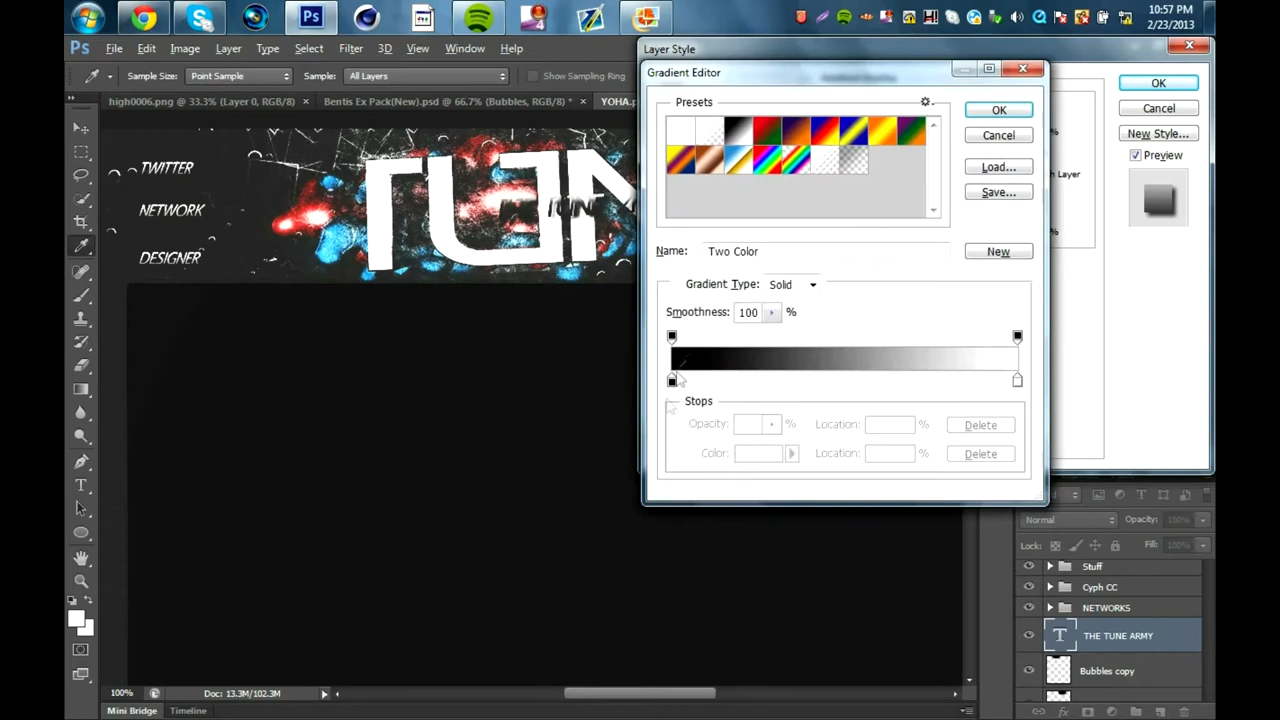 10:57 PM
2/23/2013
Ps File Edit Image Layer Type Select Filter 3D View Window Help
Sample Size: Point Sample Sample: All Layers Show Sampling Ring
high0006.png @ 33.3% (Layer 0, RGB/8) × Bentis Ex Pack(New).psd @ 66.7% (Bubbles, RGB/8) * × YOHA.p
TWITTER
NETWORK
DESIGNER
TUN
Layer Style
OK
Cancel
New Style...
Preview
Gradient Editor
Presets
OK
Cancel
Load...
Save...
Name: Two Color
New
Gradient Type: Solid
Smoothness: 100 %
Stops
Opacity: % Location: % Delete
Color: Location: % Delete
Normal Opacity: 100%
Lock: Fill: 100%
Stuff
Cyph CC
NETWORKS
T THE TUNE ARMY
Bubbles copy
100% Doc: 13.3M/102.3M
Mini Bridge Timeline